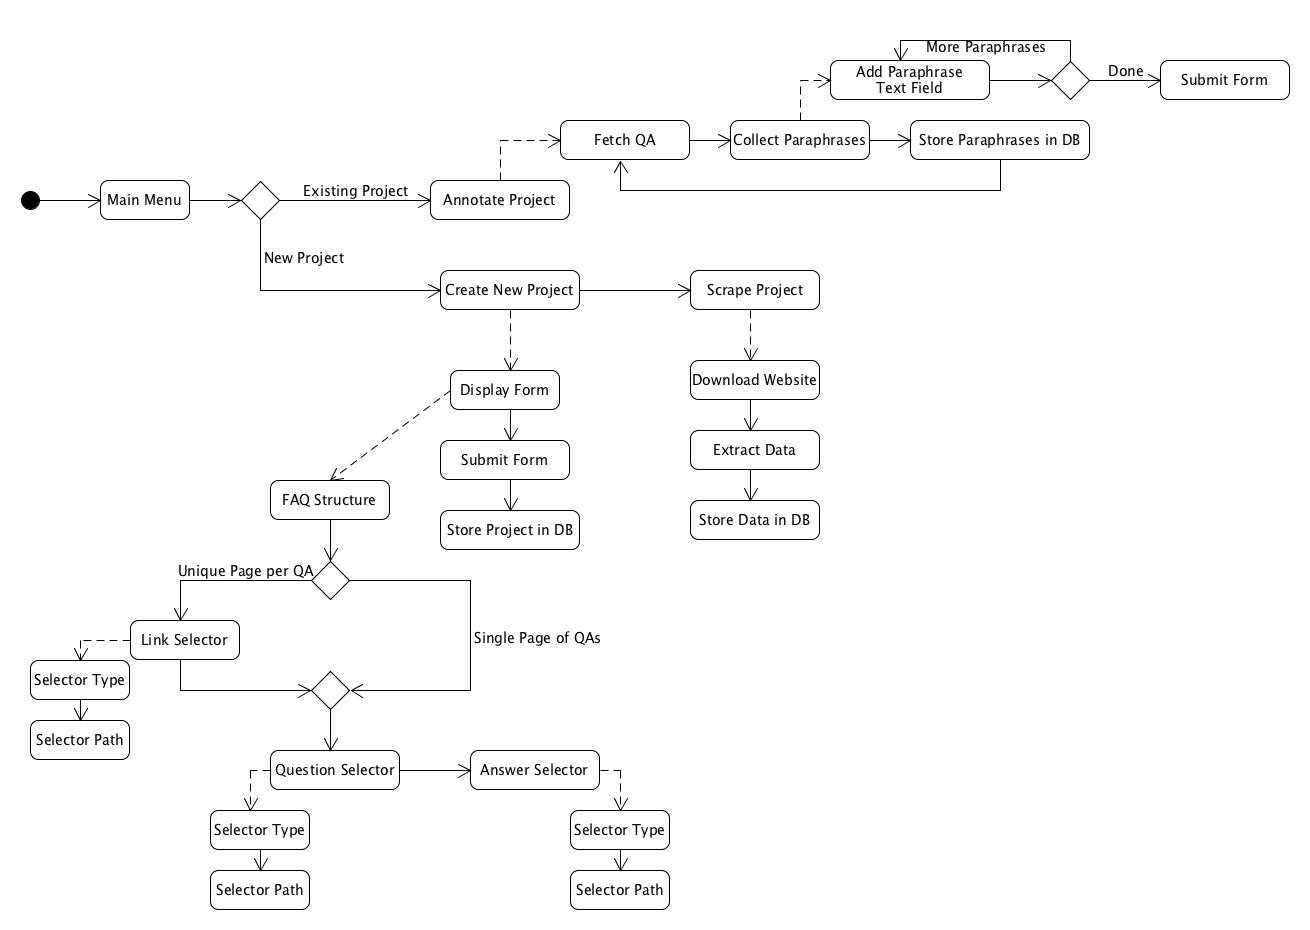 More Paraphrases
Add Paraphrase
Text Field
Done
Submit Form
Fetch QA
Collect Paraphrases
Store Paraphrases in DB
Main Menu
Existing Project
Annotate Project
New Project
Create New Project
Scrape Project
Display Form
Download Website
Submit Form
Extract Data
FAQ Structure
Store Project in DB
Store Data in DB
Unique Page per QA
Link Selector
Single Page of QAs
Selector Type
Selector Path
Question Selector
Answer Selector
Selector Type
Selector Type
Selector Path
Selector Path